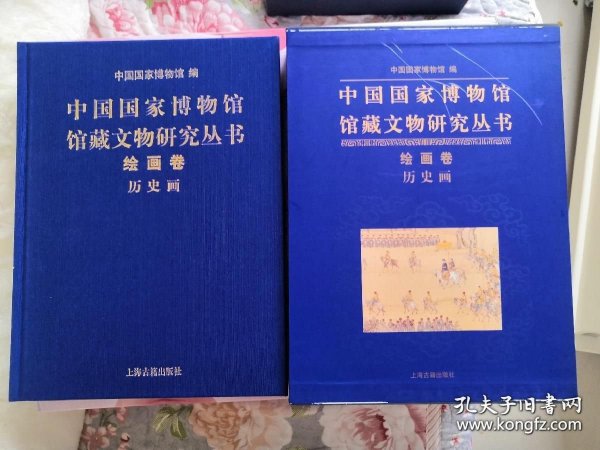 中国国家博物馆 编
中国国家博物馆
馆藏文物研究丛书
绘画卷
历史画
上海古籍出版社
中国国家博物馆 编
中国国家博物馆
馆藏文物研究丛书
绘画卷
历史画
上海古籍出版社
孔夫子旧书网
www.kongfz.com